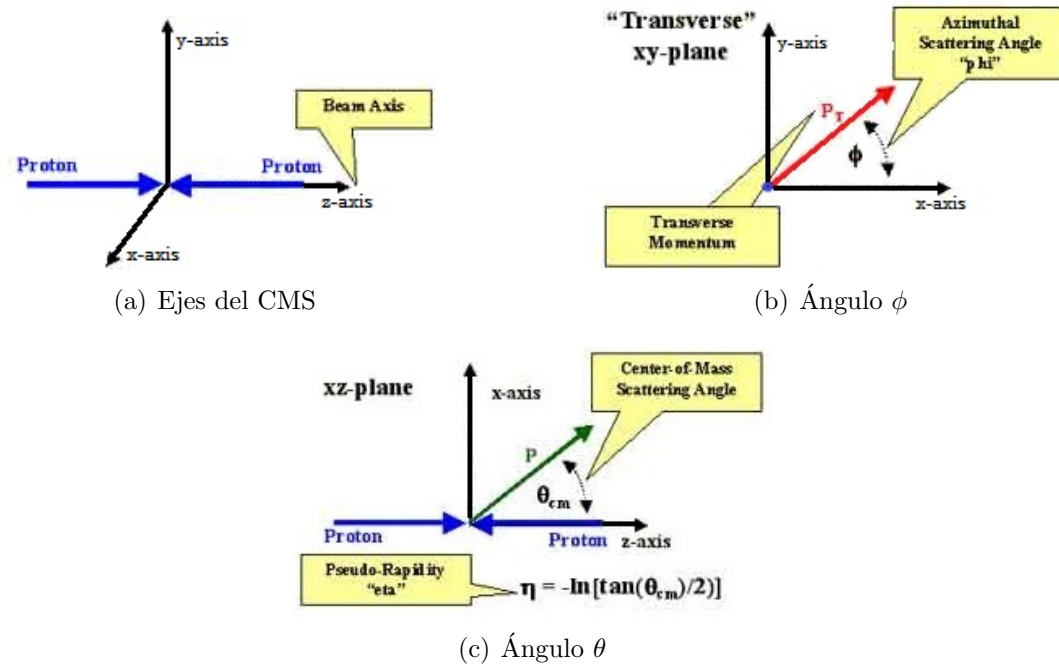 y-axis
Beam Axis
Proton
Proton
z-axis
x-axis
(a) Ejes del CMS
“Transverse”
xy-plane
y-axis
Azimuthal
Scattering Angle
“phi”
P_T
ϕ
x-axis
Transverse
Momentum
(b) Ángulo ϕ
xz-plane
x-axis
Center-of-Mass
Scattering Angle
P
θ_cm
Proton
Proton
z-axis
Pseudo-Rapidity
“eta”
η = -ln[tan(θ_cm)/2)]
(c) Ángulo θ